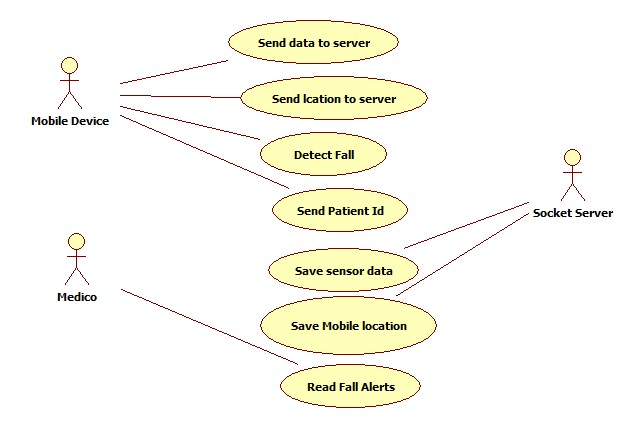 Send data to server
Send lcation to server
Mobile Device
Detect Fall
Send Patient Id
Socket Server
Save sensor data
Medico
Save Mobile location
Read Fall Alerts